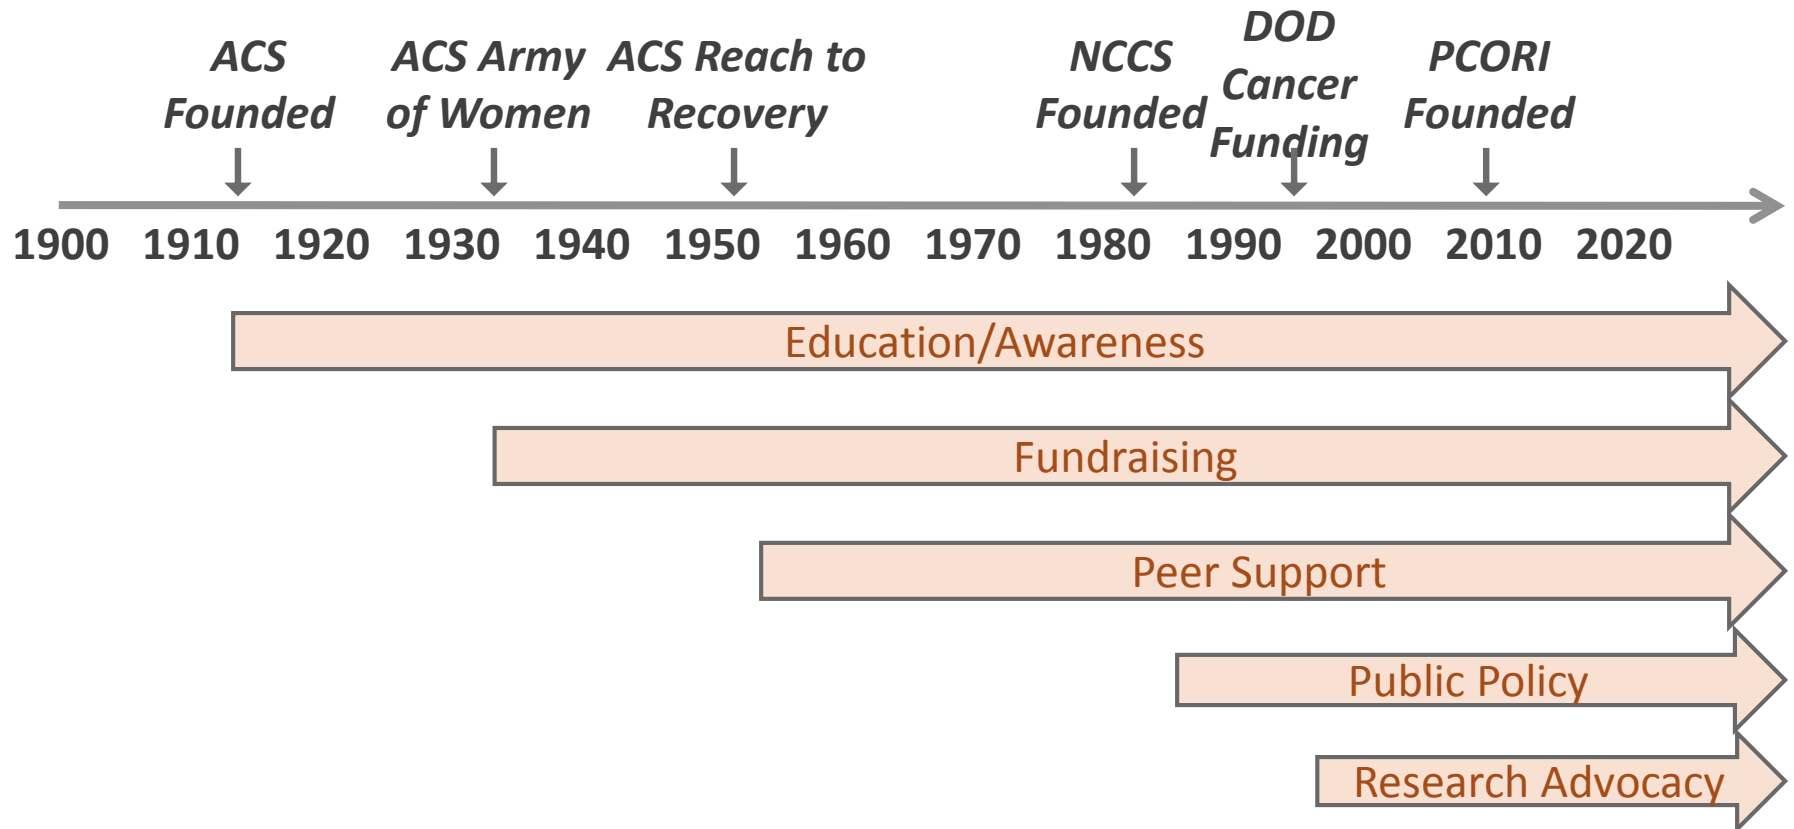 ACS
Founded
ACS Army
of Women
ACS Reach to
Recovery
NCCS
Founded
DOD
Cancer
Funding
PCORI
Founded
1900 1910 1920 1930 1940 1950 1960 1970 1980 1990 2000 2010 2020
Education/Awareness
Fundraising
Peer Support
Public Policy
Research Advocacy